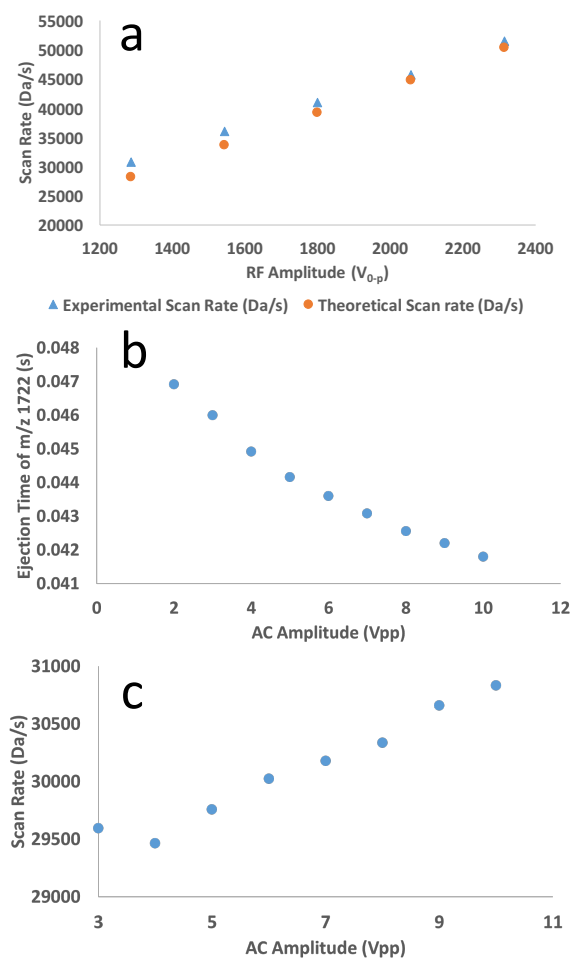 a
55000
50000
45000
40000
35000
30000
25000
20000
Scan Rate (Da/s)
1200 1400 1600 1800 2000 2200 2400
RF Amplitude (V0-p)
Experimental Scan Rate (Da/s) Theoretical Scan rate (Da/s)
b
0.048
0.047
0.046
0.045
0.044
0.043
0.042
0.041
Ejection Time of m/z 1722 (s)
0 2 4 6 8 10 12
AC Amplitude (Vpp)
c
31000
30500
30000
29500
29000
Scan Rate (Da/s)
3 5 7 9 11
AC Amplitude (Vpp)